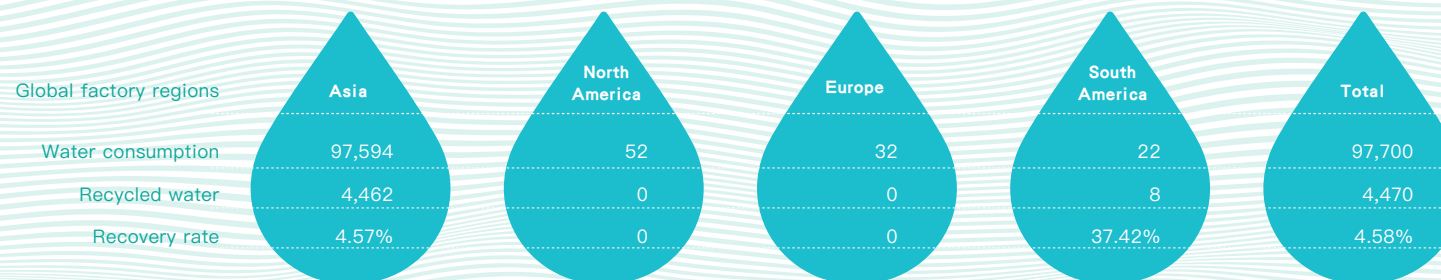 Global factory regions Asia North America Europe South America Total
Water consumption 97,594 52 32 22 97,700
Recycled water 4,462 0 0 8 4,470
Recovery rate 4.57% 0 0 37.42% 4.58%